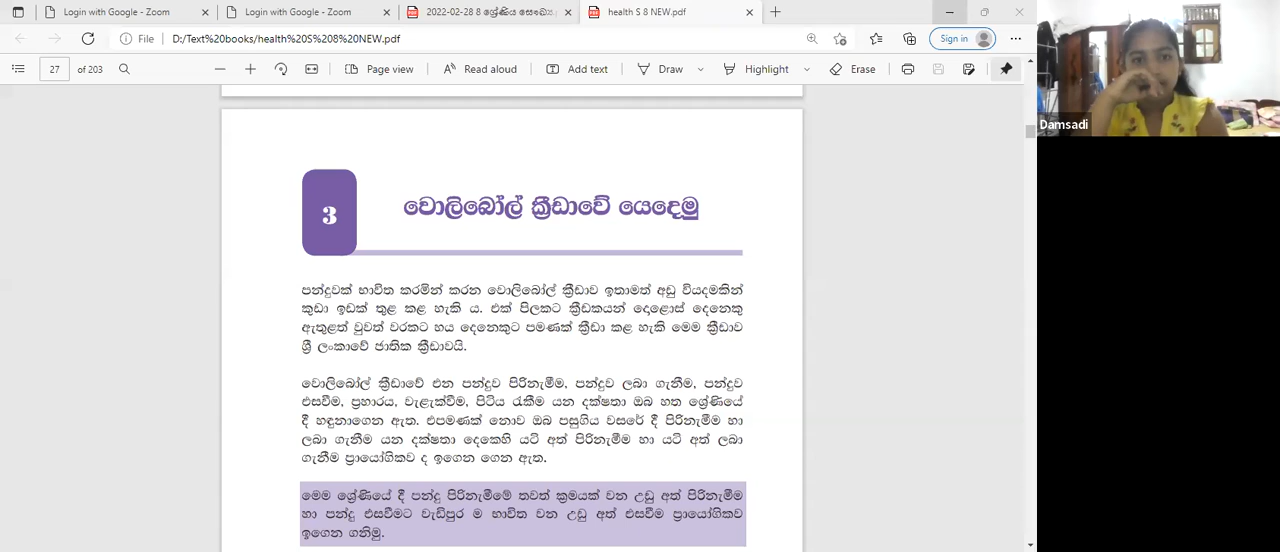 Login with Google - Zoom
Login with Google - Zoom
2022-02-28 8 ශ්‍රේණිය සෞඛ්‍ය
health S 8 NEW.pdf
File
D:/Text%20books/health%20S%208%20NEW.pdf
Sign in
27 of 203
Page view
Read aloud
Add text
Draw
Highlight
Erase
Damsadi
3
වොලිබෝල් ක්‍රීඩාවේ යෙදෙමු
පන්දුවක් භාවිත කරමින් කරන වොලිබෝල් ක්‍රීඩාව ඉතාමත් අඩු වියදමකින්
කුඩා ඉඩක් තුළ කළ හැකි ය. එක් පිලකට ක්‍රීඩකයන් දොළොස් දෙනෙකු
ඇතුළත් වුවත් වරකට හය දෙනෙකුට පමණක් ක්‍රීඩා කළ හැකි මෙම ක්‍රීඩාව
ශ්‍රී ලංකාවේ ජාතික ක්‍රීඩාවයි.
වොලිබෝල් ක්‍රීඩාවේ එන පන්දුව පිරිනැමීම, පන්දුව ලබා ගැනීම, පන්දුව
එසවීම, ප්‍රහාරය, වැළැක්වීම, පිටිය රැකීම යන දක්ෂතා ඔබ හත ශ්‍රේණියේ
දී හඳුනාගෙන ඇත. එපමණක් නොව ඔබ පසුගිය වසරේ දී පිරිනැමීම හා
ලබා ගැනීම යන දක්ෂතා දෙකෙහි යටි අත් පිරිනැමීම හා යටි අත් ලබා
ගැනීම ප්‍රායෝගිකව ද ඉගෙන ගෙන ඇත.
මෙම ශ්‍රේණියේ දී පන්දු පිරිනැමීමේ තවත් ක්‍රමයක් වන උඩු අත් පිරිනැමීම
හා පන්දු එසවීමට වැඩිපුර ම භාවිත වන උඩු අත් එසවීම ප්‍රායෝගිකව
ඉගෙන ගනිමු.